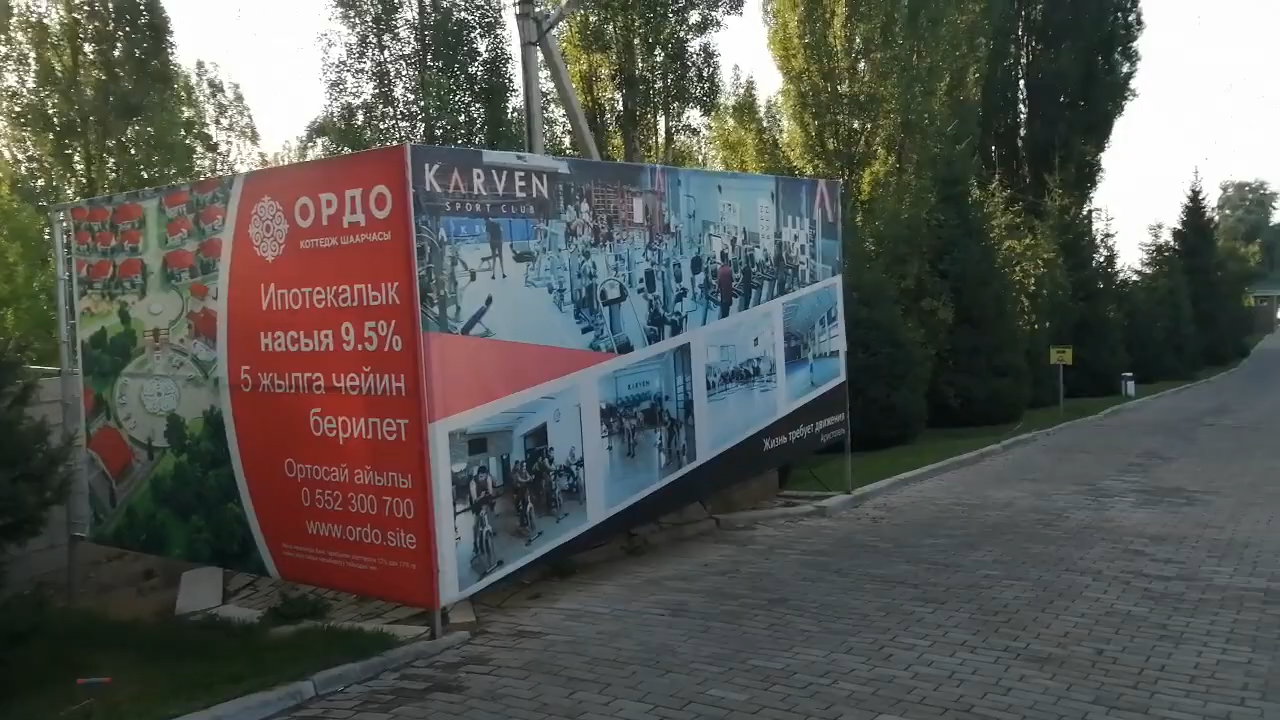 ОРДО
КОТТЕДЖ ШААРЧАСЫ
Ипотекалык
насыя 9.5%
5 жылга чейин
берилет
Ортосай айылы
0 552 300 700
www.ordo.site
KARVEN
SPORT CLUB
KARVEN
Жизнь требует движения
Аристотель